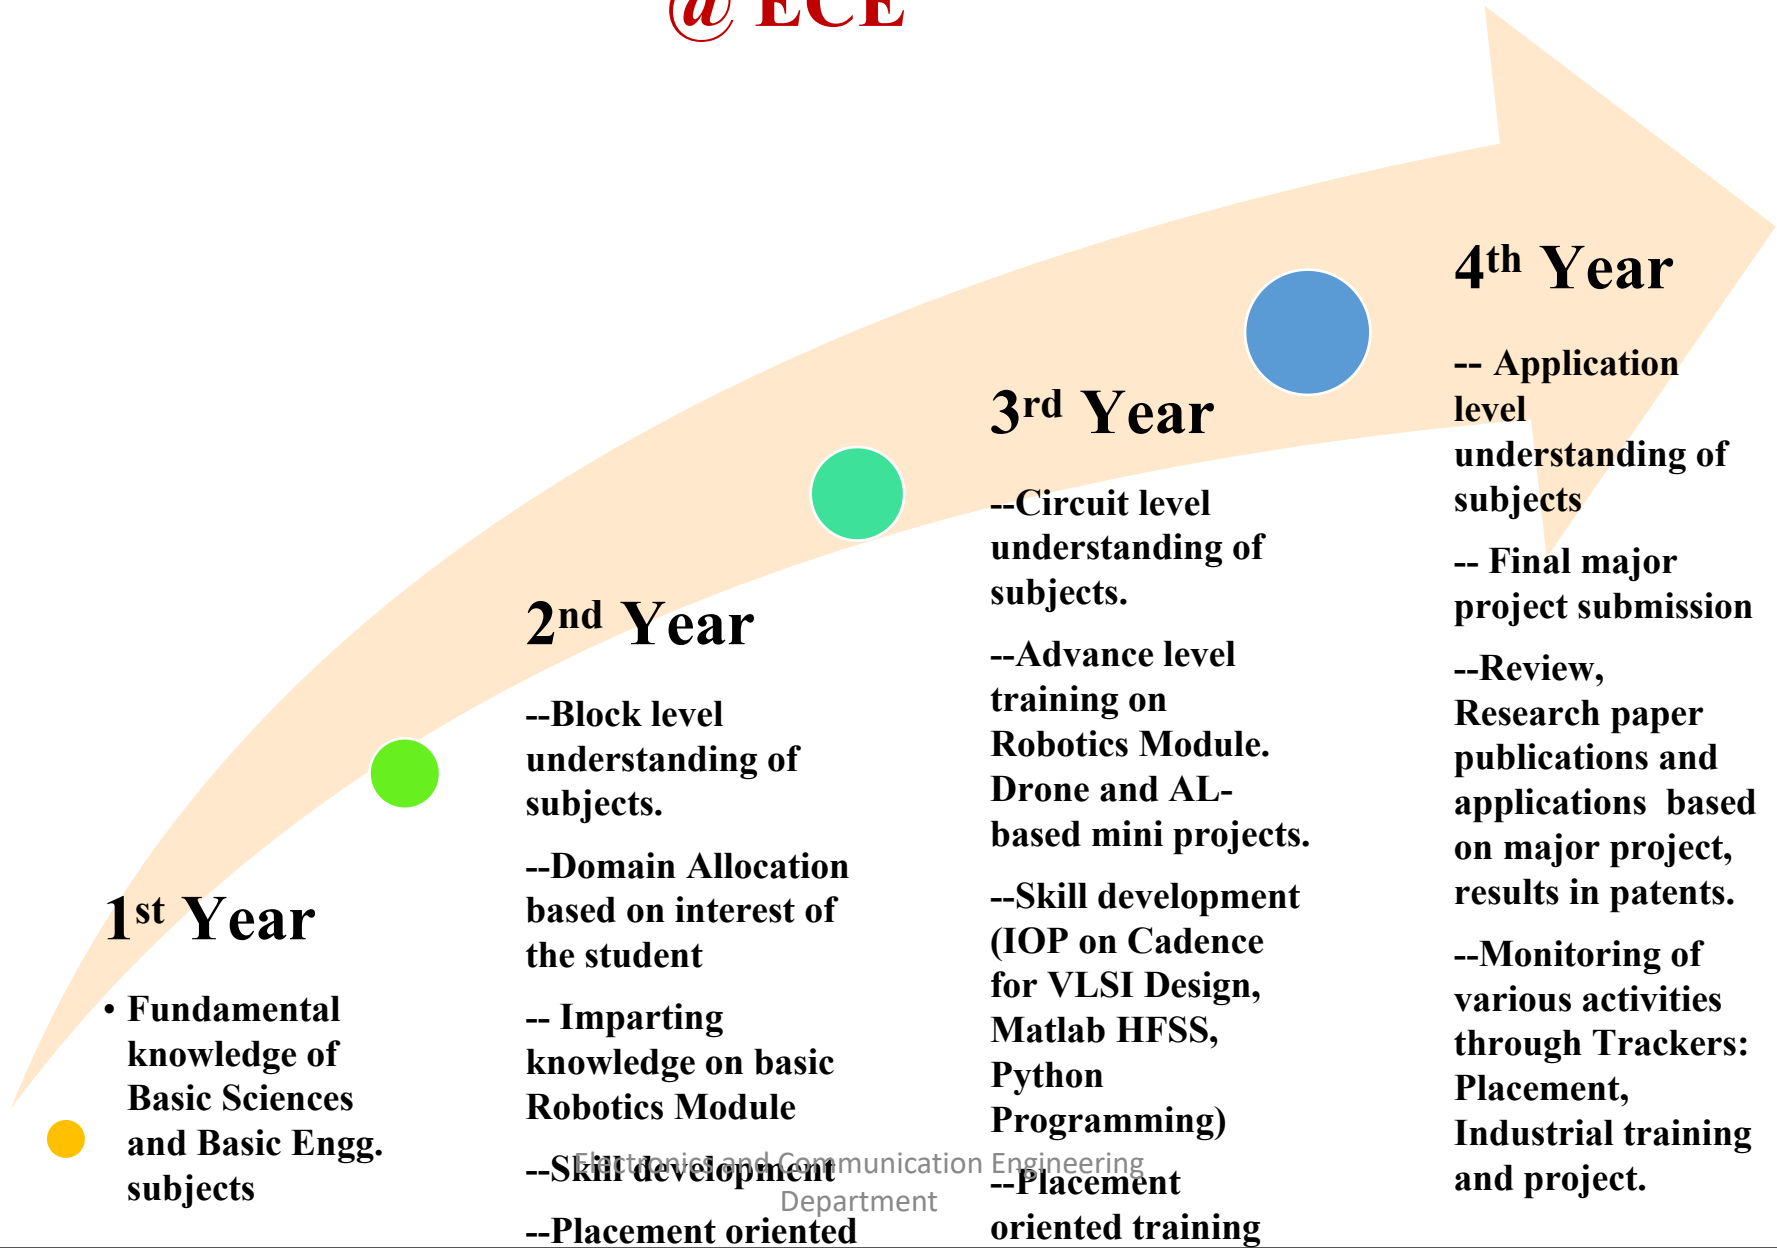 @ ECE
1st Year
• Fundamental
knowledge of
Basic Sciences
and Basic Engg.
subjects
2nd Year
--Block level
understanding of
subjects.
--Domain Allocation
based on interest of
the student
-- Imparting
knowledge on basic
Robotics Module
--Skill development
--Placement oriented
3rd Year
--Circuit level
understanding of
subjects.
--Advance level
training on
Robotics Module.
Drone and AL-
based mini projects.
--Skill development
(IOP on Cadence
for VLSI Design,
Matlab HFSS,
Python
Programming)
--Placement
oriented training
4th Year
-- Application
level
understanding of
subjects
-- Final major
project submission
--Review,
Research paper
publications and
applications  based
on major project,
results in patents.
--Monitoring of
various activities
through Trackers:
Placement,
Industrial training
and project.
Electronics and Communication Engineering
Department